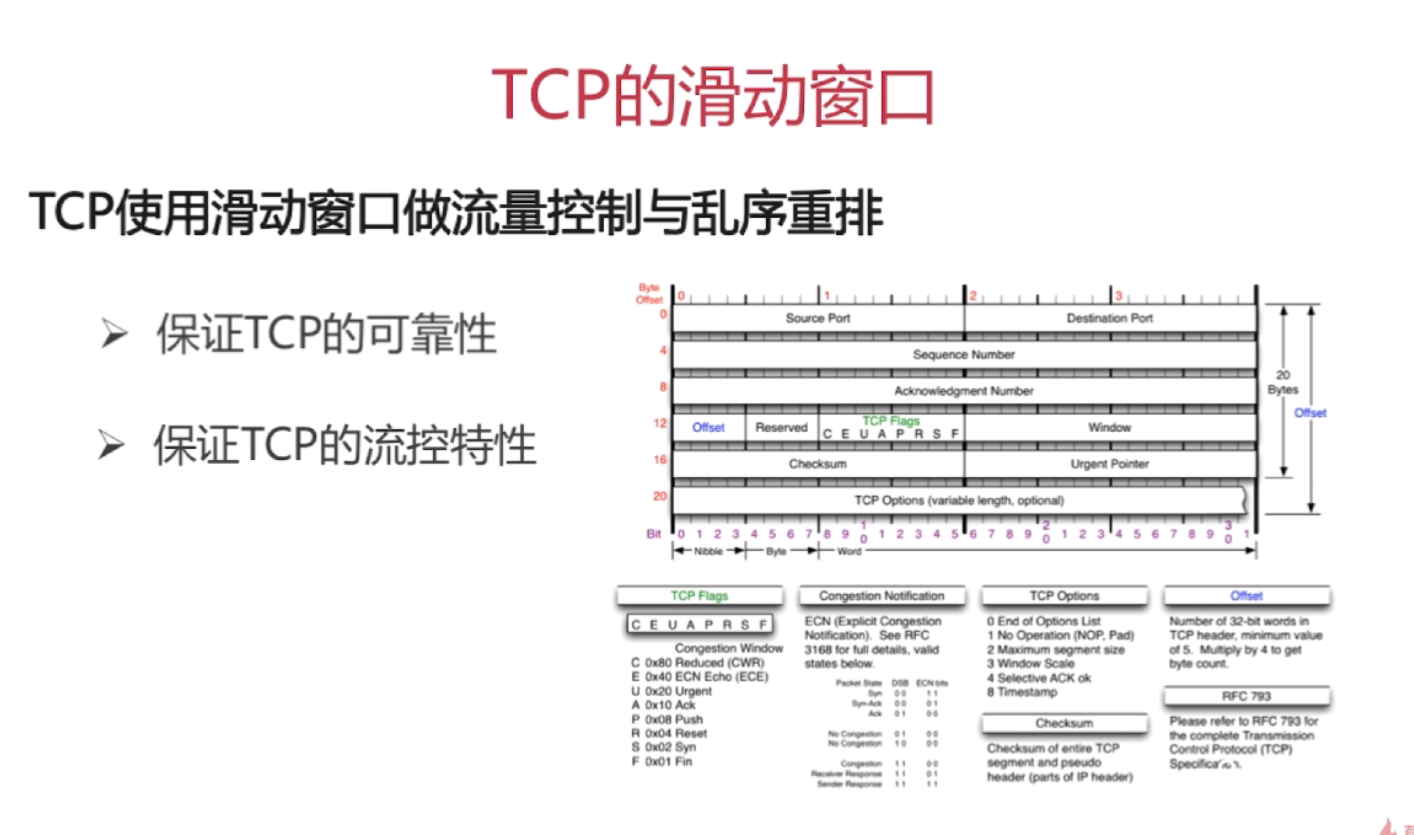 TCP的滑动窗口
TCP使用滑动窗口做流量控制与乱序重排
➢ 保证TCP的可靠性
➢ 保证TCP的流控特性
Byte
Offset
0 1 2 3
0 Source Port Destination Port
4 Sequence Number
8 Acknowledgment Number
20
Bytes
Offset
12 Offset Reserved TCP Flags
C E U A P R S F Window
16 Checksum Urgent Pointer
20 TCP Options (variable length, optional)
Bit 0 1 2 3 4 5 6 7 8 9 10 1 2 3 4 5 6 7 8 9 20 1 2 3 4 5 6 7 8 9 30 1
Nibble Byte Word
TCP Flags
C E U A P R S F
Congestion Window
C 0x80 Reduced (CWR)
E 0x40 ECN Echo (ECE)
U 0x20 Urgent
A 0x10 Ack
P 0x08 Push
R 0x04 Reset
S 0x02 Syn
F 0x01 Fin
Congestion Notification
ECN (Explicit Congestion
Notification). See RFC
3168 for full details, valid
states below.
Packet State DSB ECN bits
Syn 0 0 1 1
Syn-Ack 0 0 0 1
Ack 0 1 0 0
No Congestion 0 1 0 0
No Congestion 1 0 0 0
Congestion 1 1 0 0
Receiver Response 1 1 0 1
Sender Response 1 1 1 1
TCP Options
0 End of Options List
1 No Operation (NOP, Pad)
2 Maximum segment size
3 Window Scale
4 Selective ACK ok
8 Timestamp
Checksum
Checksum of entire TCP
segment and pseudo
header (parts of IP header)
Offset
Number of 32-bit words in
TCP header, minimum value
of 5. Multiply by 4 to get
byte count.
RFC 793
Please refer to RFC 793 for
the complete Transmission
Control Protocol (TCP)